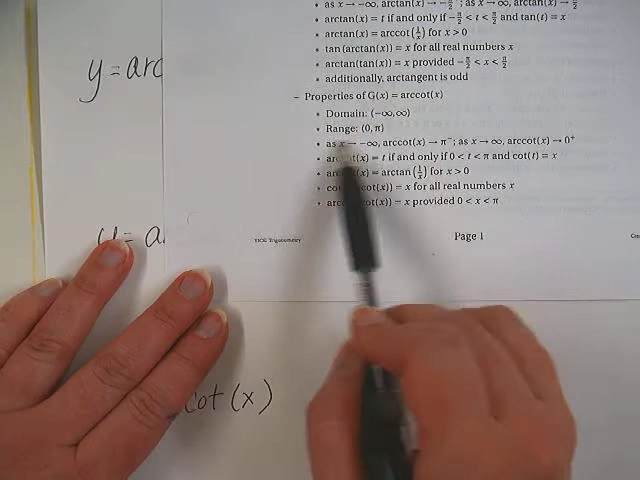 as x → −∞, arctan(x) → −π/2⁺; as x → ∞, arctan(x) → π/2
arctan(x) = t if and only if −π/2 < t < π/2 and tan(t) = x
arctan(x) = arccot(1/x) for x > 0
tan(arctan(x)) = x for all real numbers x
arctan(tan(x)) = x provided −π/2 < x < π/2
additionally, arctangent is odd
– Properties of G(x) = arccot(x)
Domain: (−∞,∞)
Range: (0, π)
as x → −∞, arccot(x) → π⁻; as x → ∞, arccot(x) → 0⁺
(x) = t if and only if 0 < t < π and cot(t) = x
(x) = arctan(1/x) for x > 0
cot(x)) = x for all real numbers x
cot(x)) = x provided 0 < x < π
Trigonometry Page 1
y = arc
y = a
cot (x)